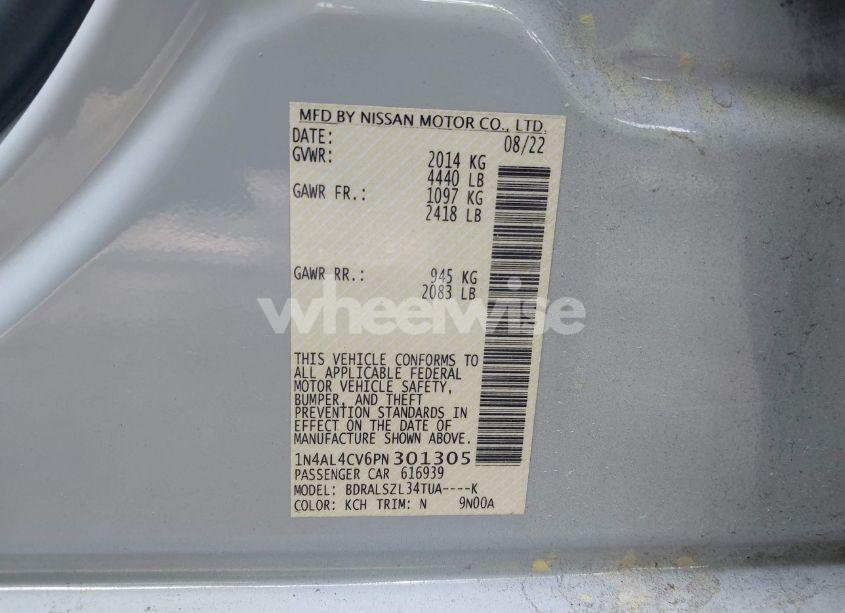 MFD BY NISSAN MOTOR CO., LTD.
DATE: 08/22
GVWR: 2014 KG
4440 LB
GAWR FR.: 1097 KG
2418 LB
GAWR RR.: 945 KG
2083 LB
wheelwise
THIS VEHICLE CONFORMS TO
ALL APPLICABLE FEDERAL
MOTOR VEHICLE SAFETY,
BUMPER, AND THEFT
PREVENTION STANDARDS IN
EFFECT ON THE DATE OF
MANUFACTURE SHOWN ABOVE.
1N4AL4CV6PN 301305
PASSENGER CAR 616939
MODEL: BDRALSZL34TUA----K
COLOR: KCH TRIM: N 9N00A